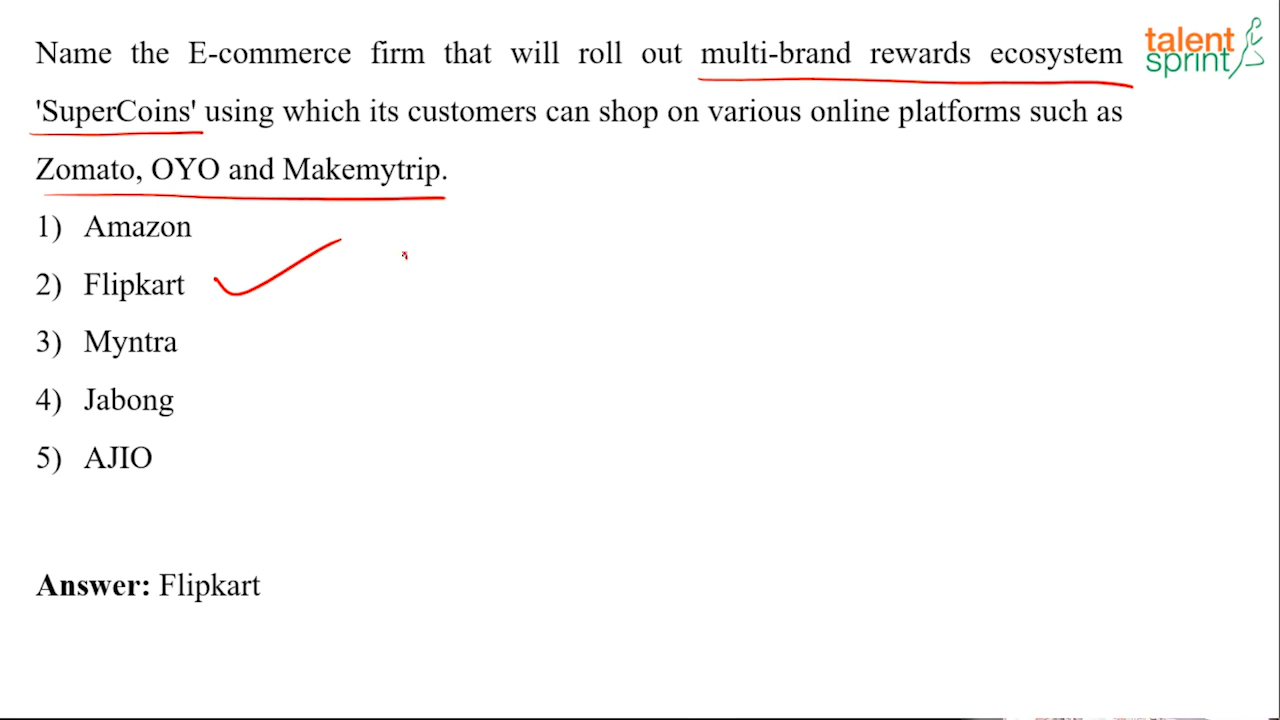 Name the E-commerce firm that will roll out multi-brand rewards ecosystem
'SuperCoins' using which its customers can shop on various online platforms such as
Zomato, OYO and Makemytrip.
1) Amazon
2) Flipkart
3) Myntra
4) Jabong
5) AJIO
Answer: Flipkart
talent
sprint